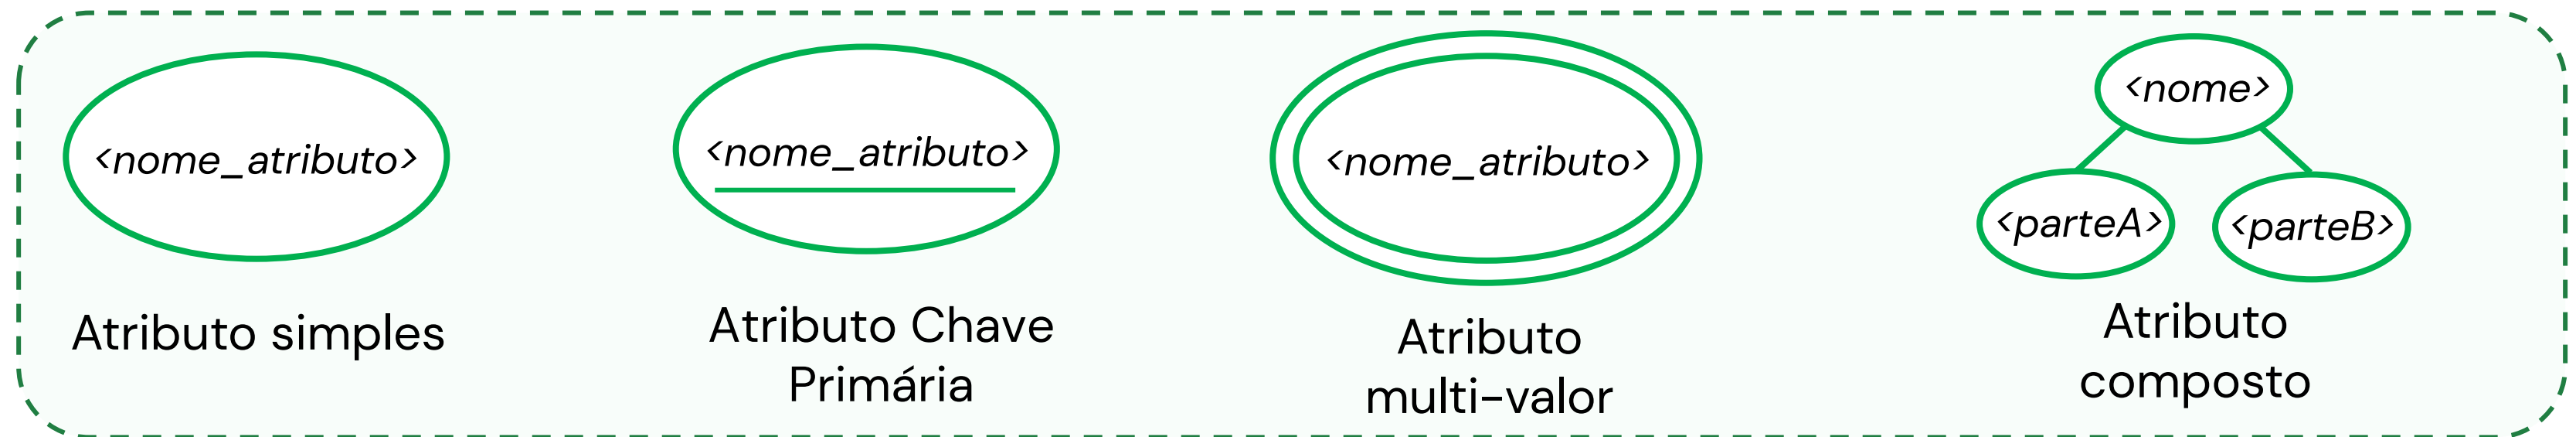 <nome_atributo>
Atributo simples
<nome_atributo>
Atributo Chave
Primária
<nome_atributo>
Atributo
multi-valor
<nome>
<parteA>
<parteB>
Atributo
composto